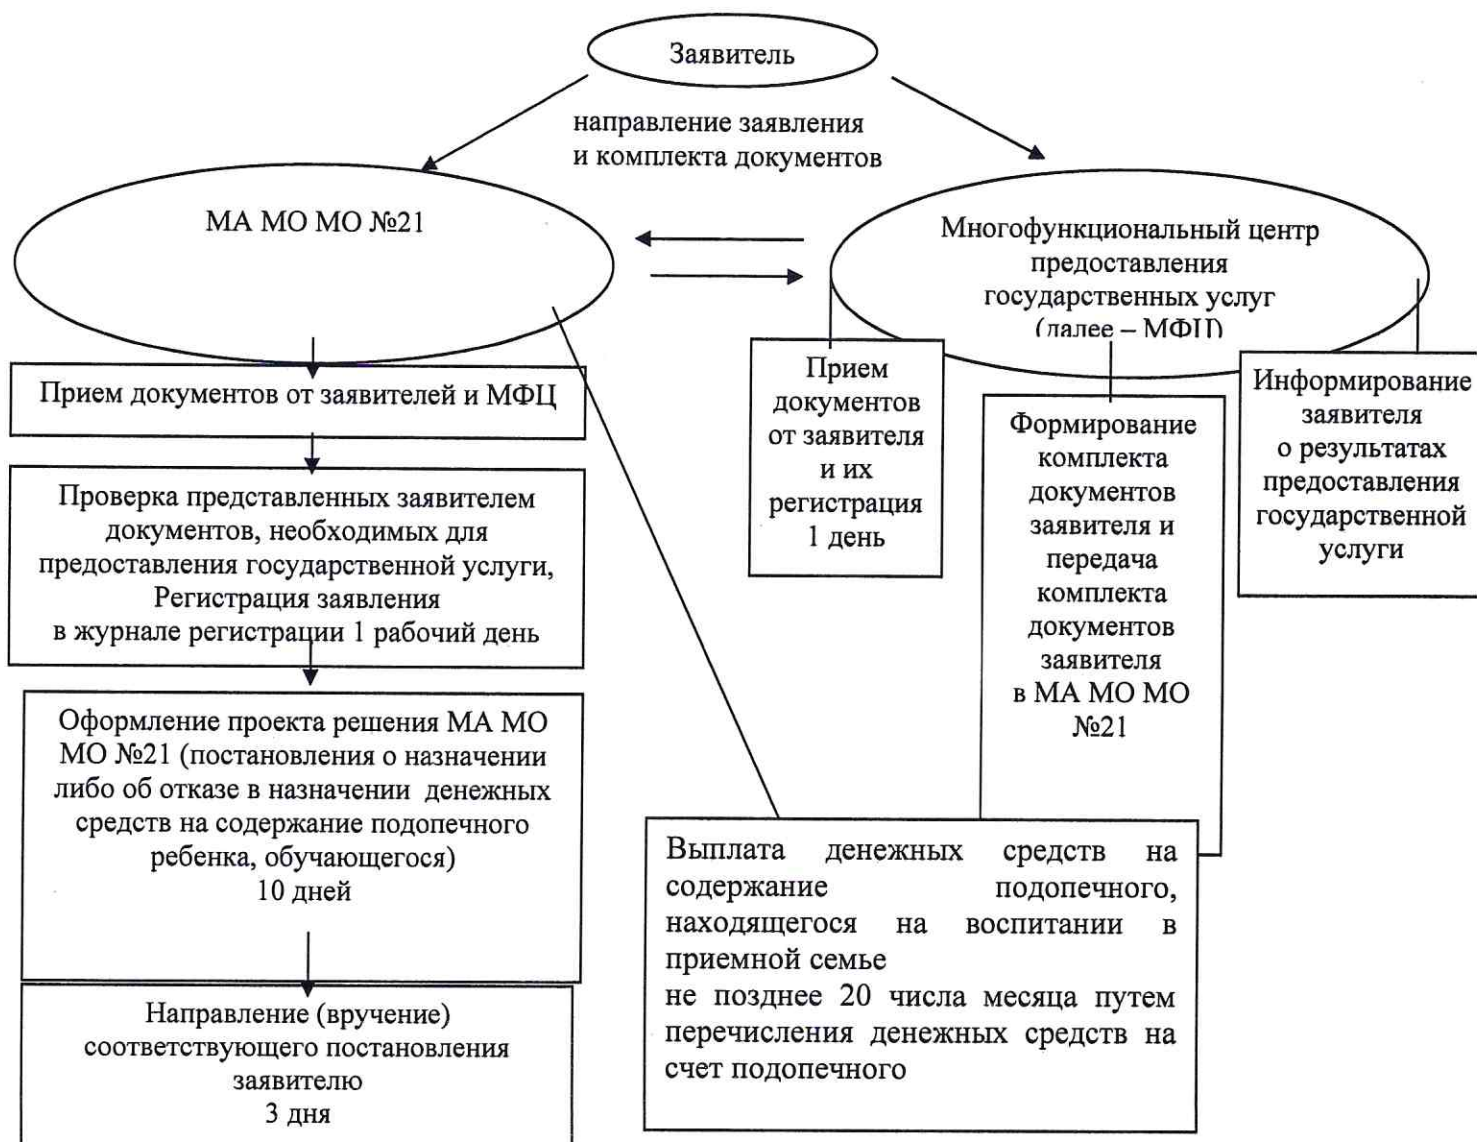 Заявитель
направление заявления
и комплекта документов
МА МО МО №21
Многофункциональный центр
предоставления
государственных услуг
(далее – МФЦ)
Прием документов от заявителей и МФЦ
Проверка представленных заявителем
документов, необходимых для
предоставления государственной услуги,
Регистрация заявления
в журнале регистрации 1 рабочий день
Оформление проекта решения МА МО
МО №21 (постановления о назначении
либо об отказе в назначении денежных
средств на содержание подопечного
ребенка, обучающегося)
10 дней
Направление (вручение)
соответствующего постановления
заявителю
3 дня
Прием
документов
от заявителя
и их
регистрация
1 день
Формирование
комплекта
документов
заявителя и
передача
комплекта
документов
заявителя
в МА МО МО
№21
Информирование
заявителя
о результатах
предоставления
государственной
услуги
Выплата денежных средств на
содержание подопечного,
находящегося на воспитании в
приемной семье
не позднее 20 числа месяца путем
перечисления денежных средств на
счет подопечного